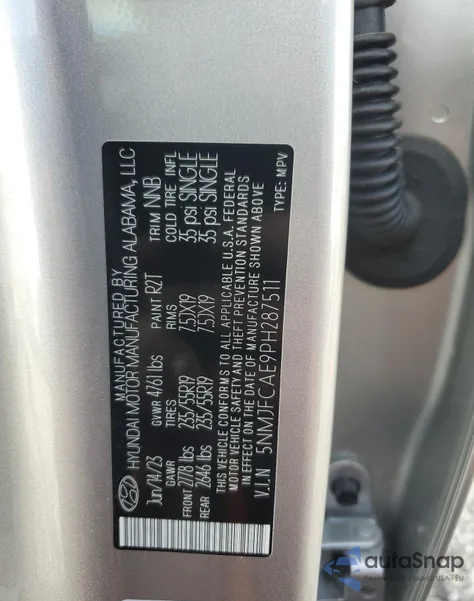 MANUFACTURED BY
HYUNDAI MOTOR MANUFACTURING ALABAMA, LLC
Jun/14/23 GVWR 4761 lbs PAINT R2T TRIM NNB
GAWR TIRES RIMS COLD TIRE INFL
FRONT 2778 lbs 235/55R19 7.5JX19 35 psi SINGLE
REAR 2646 lbs 235/55R19 7.5JX19 35 psi SINGLE
THIS VEHICLE CONFORMS TO ALL APPLICABLE U.S.A. FEDERAL
MOTOR VEHICLE SAFETY, BUMPER, AND THEFT PREVENTION STANDARDS
IN EFFECT ON THE DATE OF MANUFACTURE SHOWN ABOVE
V.I.N 5NMJFCAE9PH287511 TYPE: MPV
autoSnap